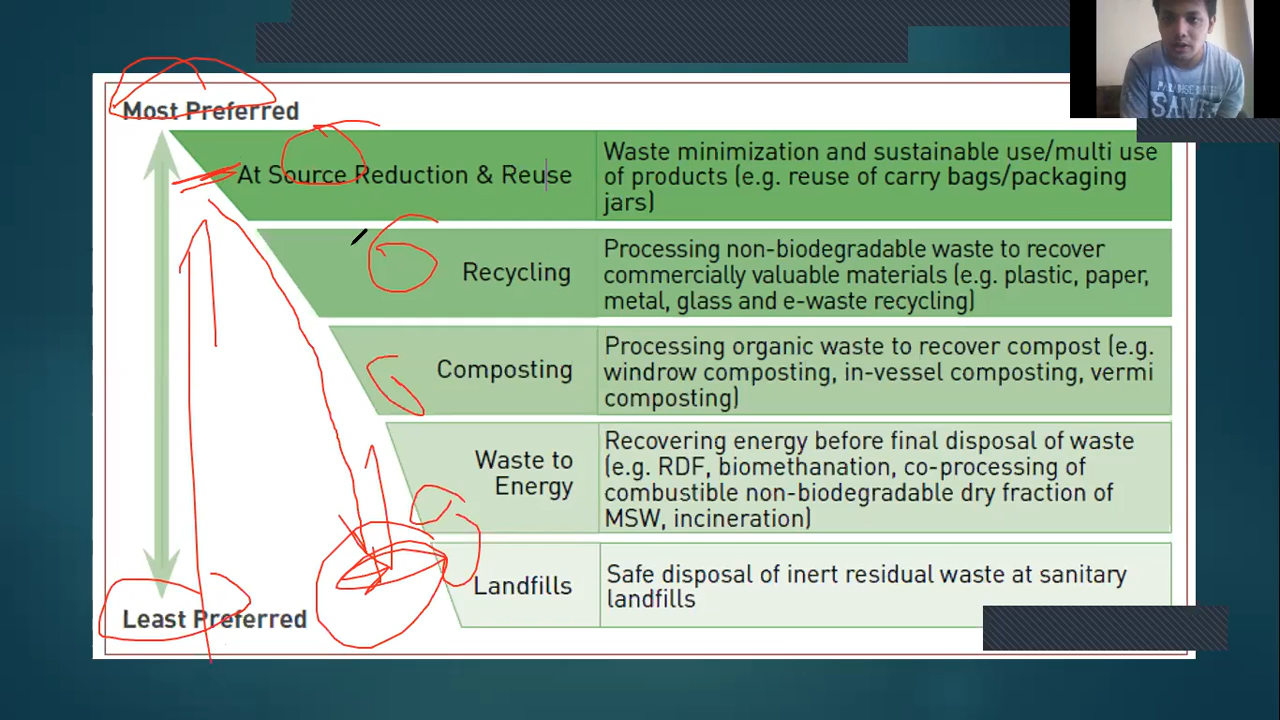 Most Preferred
At Source Reduction & Reuse
Waste minimization and sustainable use/multi use
of products (e.g. reuse of carry bags/packaging
jars)
Recycling
Processing non-biodegradable waste to recover
commercially valuable materials (e.g. plastic, paper,
metal, glass and e-waste recycling)
Composting
Processing organic waste to recover compost (e.g.
windrow composting, in-vessel composting, vermi
composting)
Waste to
Energy
Recovering energy before final disposal of waste
(e.g. RDF, biomethanation, co-processing of
combustible non-biodegradable dry fraction of
MSW, incineration)
Landfills
Safe disposal of inert residual waste at sanitary
landfills
Least Preferred